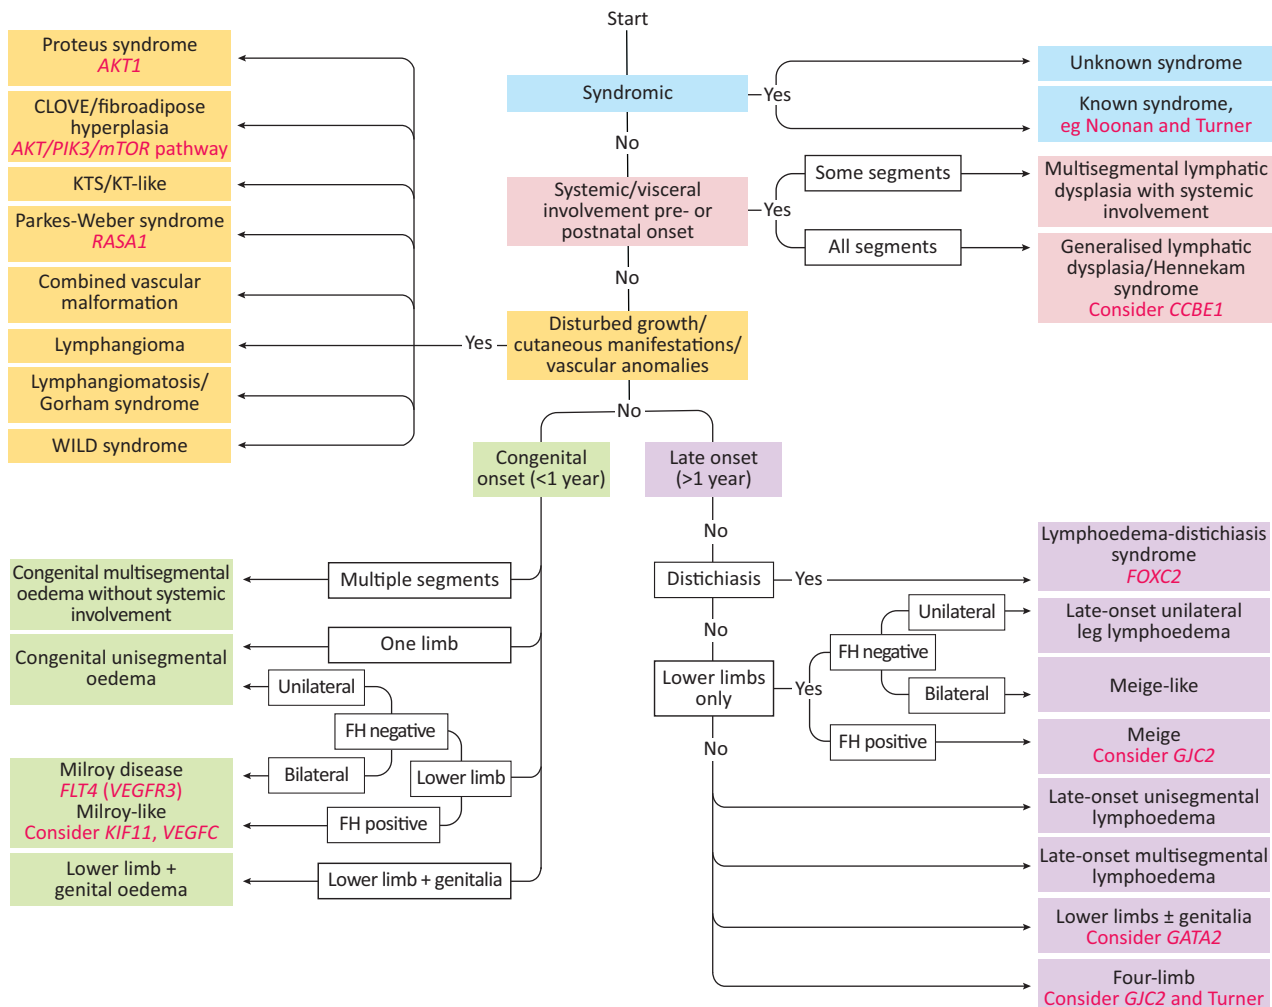 Start
Syndromic
Yes
Unknown syndrome
Known syndrome,
eg Noonan and Turner
No
Systemic/visceral
involvement pre- or
postnatal onset
Yes
Some segments
Multisegmental lymphatic
dysplasia with systemic
involvement
All segments
Generalised lymphatic
dysplasia/Hennekam
syndrome
Consider CCBE1
No
Disturbed growth/
cutaneous manifestations/
vascular anomalies
Yes
Proteus syndrome
AKT1
CLOVE/fibroadipose
hyperplasia
AKT/PIK3/mTOR pathway
KTS/KT-like
Parkes-Weber syndrome
RASA1
Combined vascular
malformation
Lymphangioma
Lymphangiomatosis/
Gorham syndrome
WILD syndrome
No
Congenital
onset (<1 year)
Late onset
(>1 year)
Multiple segments
Congenital multisegmental
oedema without systemic
involvement
One limb
Congenital unisegmental
oedema
Unilateral
FH negative
Bilateral
Lower limb
FH positive
Milroy disease
FLT4 (VEGFR3)
Milroy-like
Consider KIF11, VEGFC
Lower limb + genitalia
Lower limb +
genital oedema
No
Distichiasis
Yes
Lymphoedema-distichiasis
syndrome
FOXC2
No
Lower limbs
only
Yes
FH negative
Unilateral
Late-onset unilateral
leg lymphoedema
Bilateral
Meige-like
FH positive
Meige
Consider GJC2
No
Late-onset unisegmental
lymphoedema
Late-onset multisegmental
lymphoedema
Lower limbs ± genitalia
Consider GATA2
Four-limb
Consider GJC2 and Turner